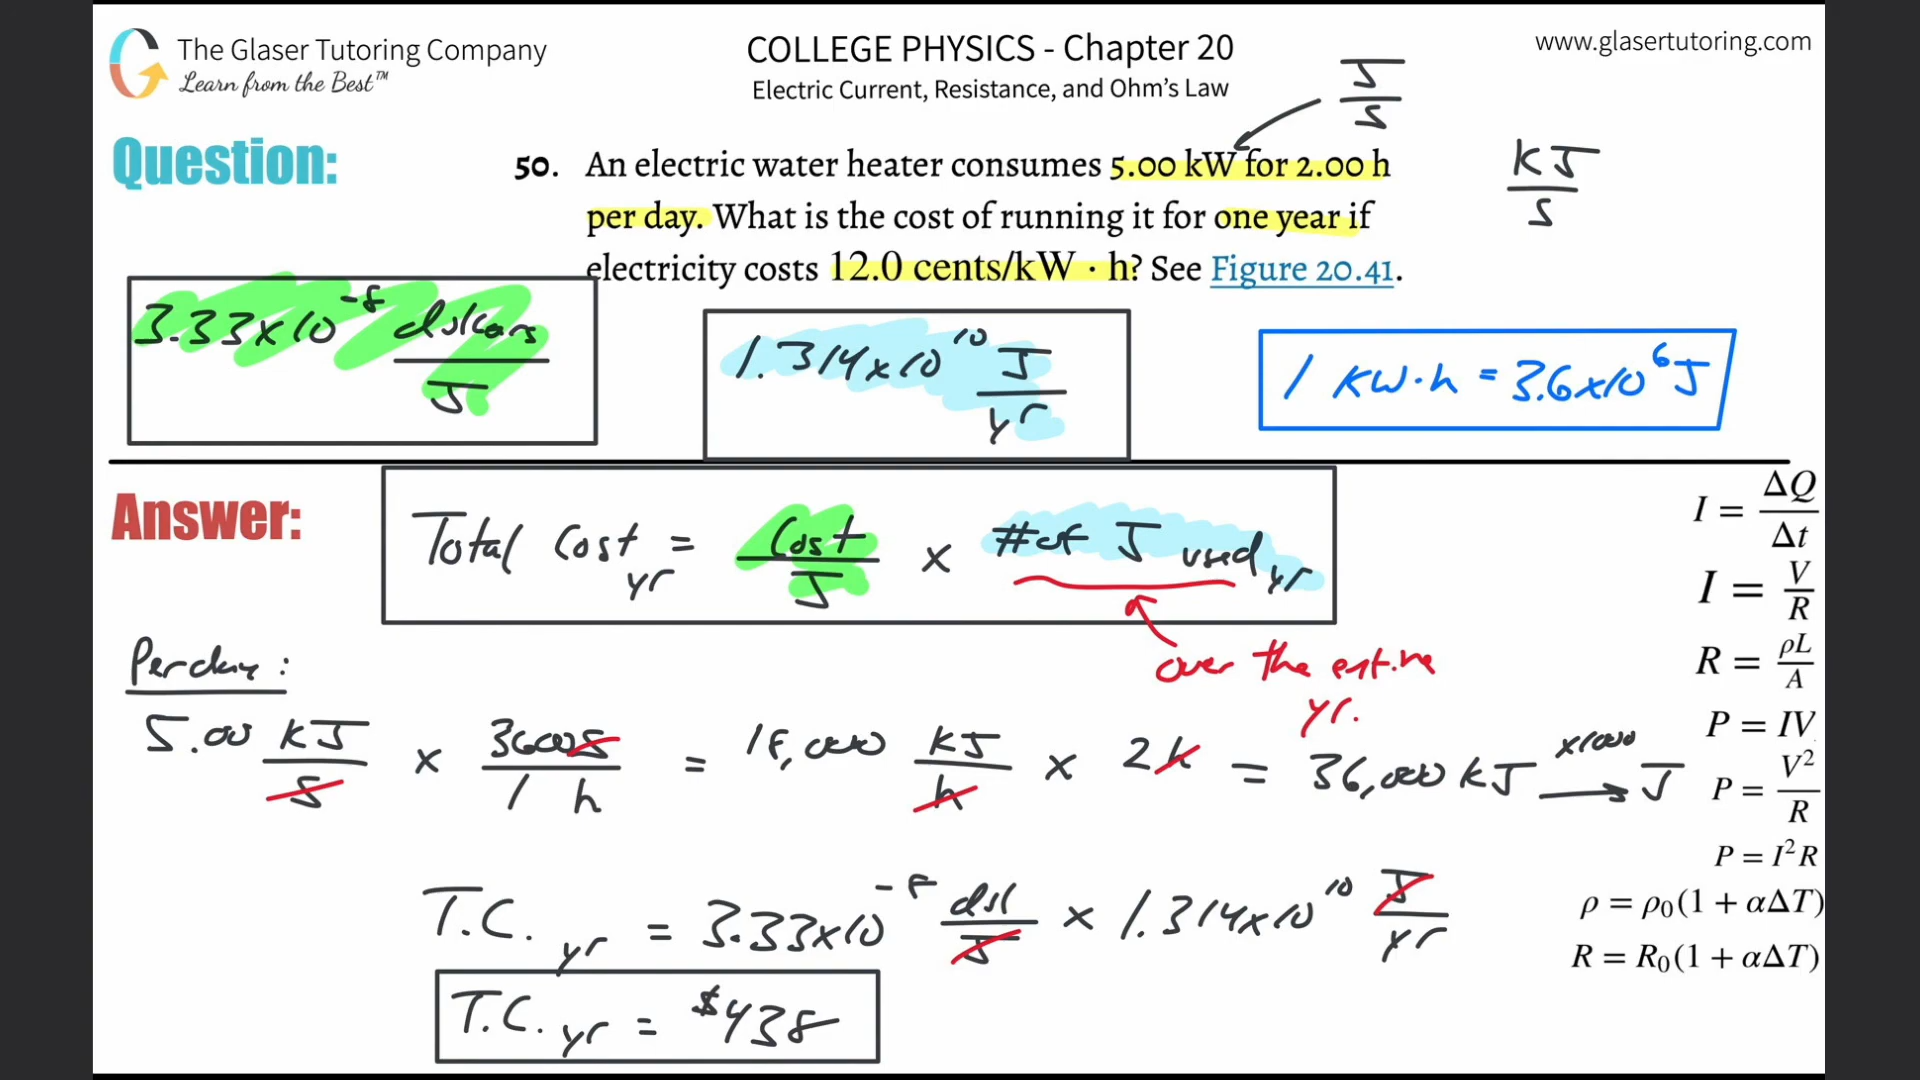 The Glaser Tutoring Company
Learn from the Best™
COLLEGE PHYSICS - Chapter 20
Electric Current, Resistance, and Ohm's Law
www.glasertutoring.com
J/s
kJ/s
Question:
50. An electric water heater consumes 5.00 kW for 2.00 h
per day. What is the cost of running it for one year if
electricity costs 12.0 cents/kW · h? See Figure 20.41.
3.33x10^-8 dollars/J
1.314x10^10 J/yr
1 kW·h = 3.6x10^6 J
Answer:
Total Cost yr = Cost/J x # of J used yr
over the entire
yr.
Per day:
5.00 kJ/s x 3600s/1 h = 18,000 kJ/h x 2h = 36,000 kJ x1000 → J
T.C. yr = 3.33x10^-8 dol/J x 1.314x10^10 J/yr
T.C. yr = $438
I = ΔQ/Δt
I = V/R
R = ρL/A
P = IV
P = V²/R
P = I²R
ρ = ρ₀(1 + αΔT)
R = R₀(1 + αΔT)